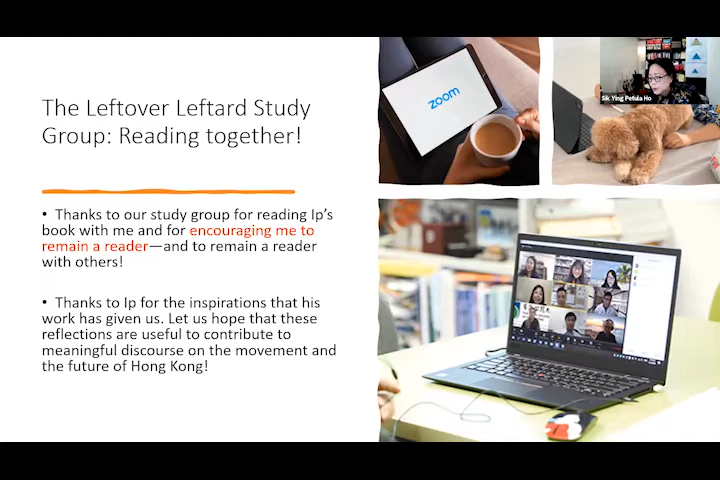 The Leftover Leftard Study
Group: Reading together!
• Thanks to our study group for reading Ip's
book with me and for encouraging me to
remain a reader—and to remain a reader
with others!
• Thanks to Ip for the inspirations that his
work has given us. Let us hope that these
reflections are useful to contribute to
meaningful discourse on the movement and
the future of Hong Kong!
zoom
Sik Ying Petula Ho